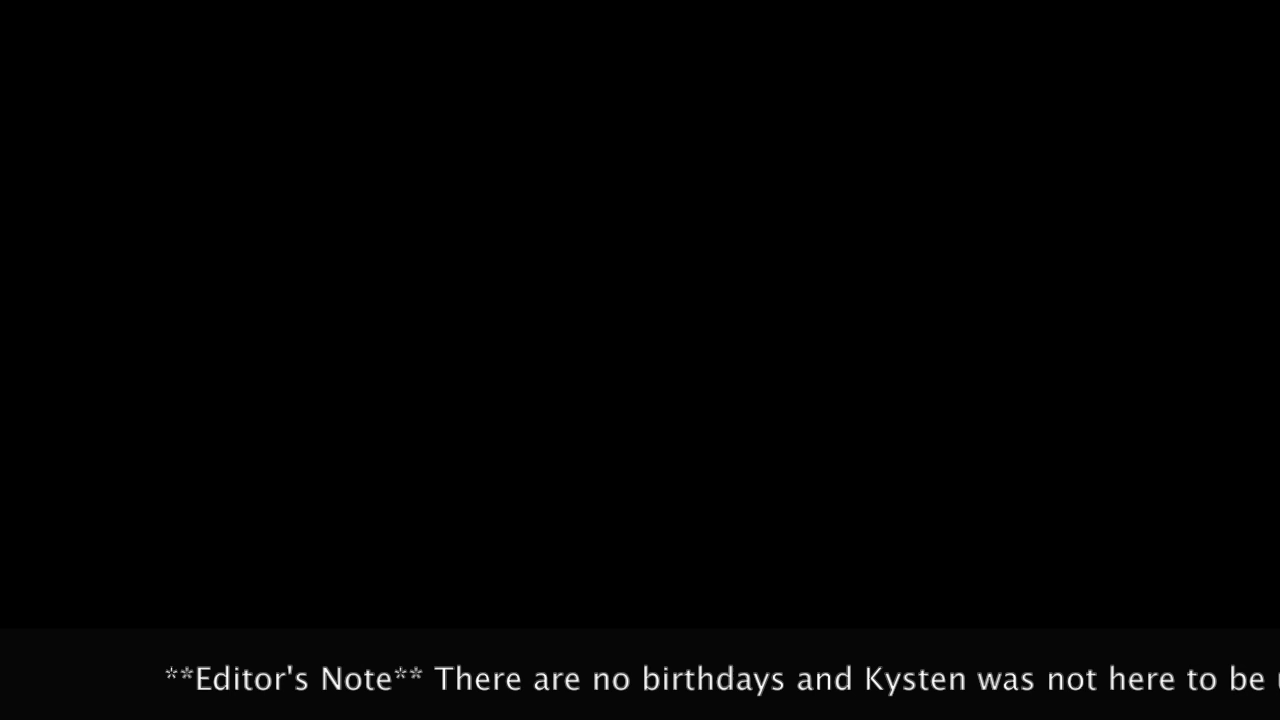 **Editor's Note** There are no birthdays and Kysten was not here to be